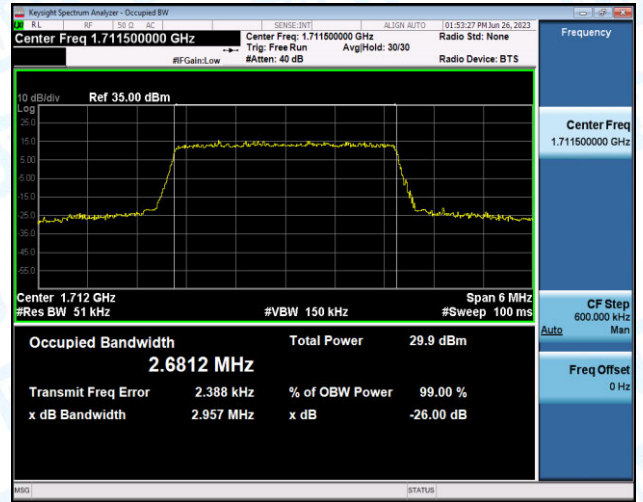 Keysight Spectrum Analyzer - Occupied BW
LXI RL RF 50 Ω AC SENSE:INT ALIGN AUTO 01:53:27 PM Jun 26, 2023
Center Freq 1.711500000 GHz
Center Freq: 1.711500000 GHz Radio Std: None
Trig: Free Run Avg|Hold: 30/30
#IFGain:Low #Atten: 40 dB Radio Device: BTS
Frequency
10 dB/div Ref 35.00 dBm
Log
25.0
15.0
5.00
-5.00
-15.0
-25.0
-35.0
-45.0
-55.0
Center Freq
1.711500000 GHz
Center 1.712 GHz Span 6 MHz
#Res BW 51 kHz #VBW 150 kHz #Sweep 100 ms
CF Step
600.000 kHz
Auto Man
Occupied Bandwidth Total Power 29.9 dBm
2.6812 MHz
Transmit Freq Error 2.388 kHz % of OBW Power 99.00 %
x dB Bandwidth 2.957 MHz x dB -26.00 dB
Freq Offset
0 Hz
MSG STATUS